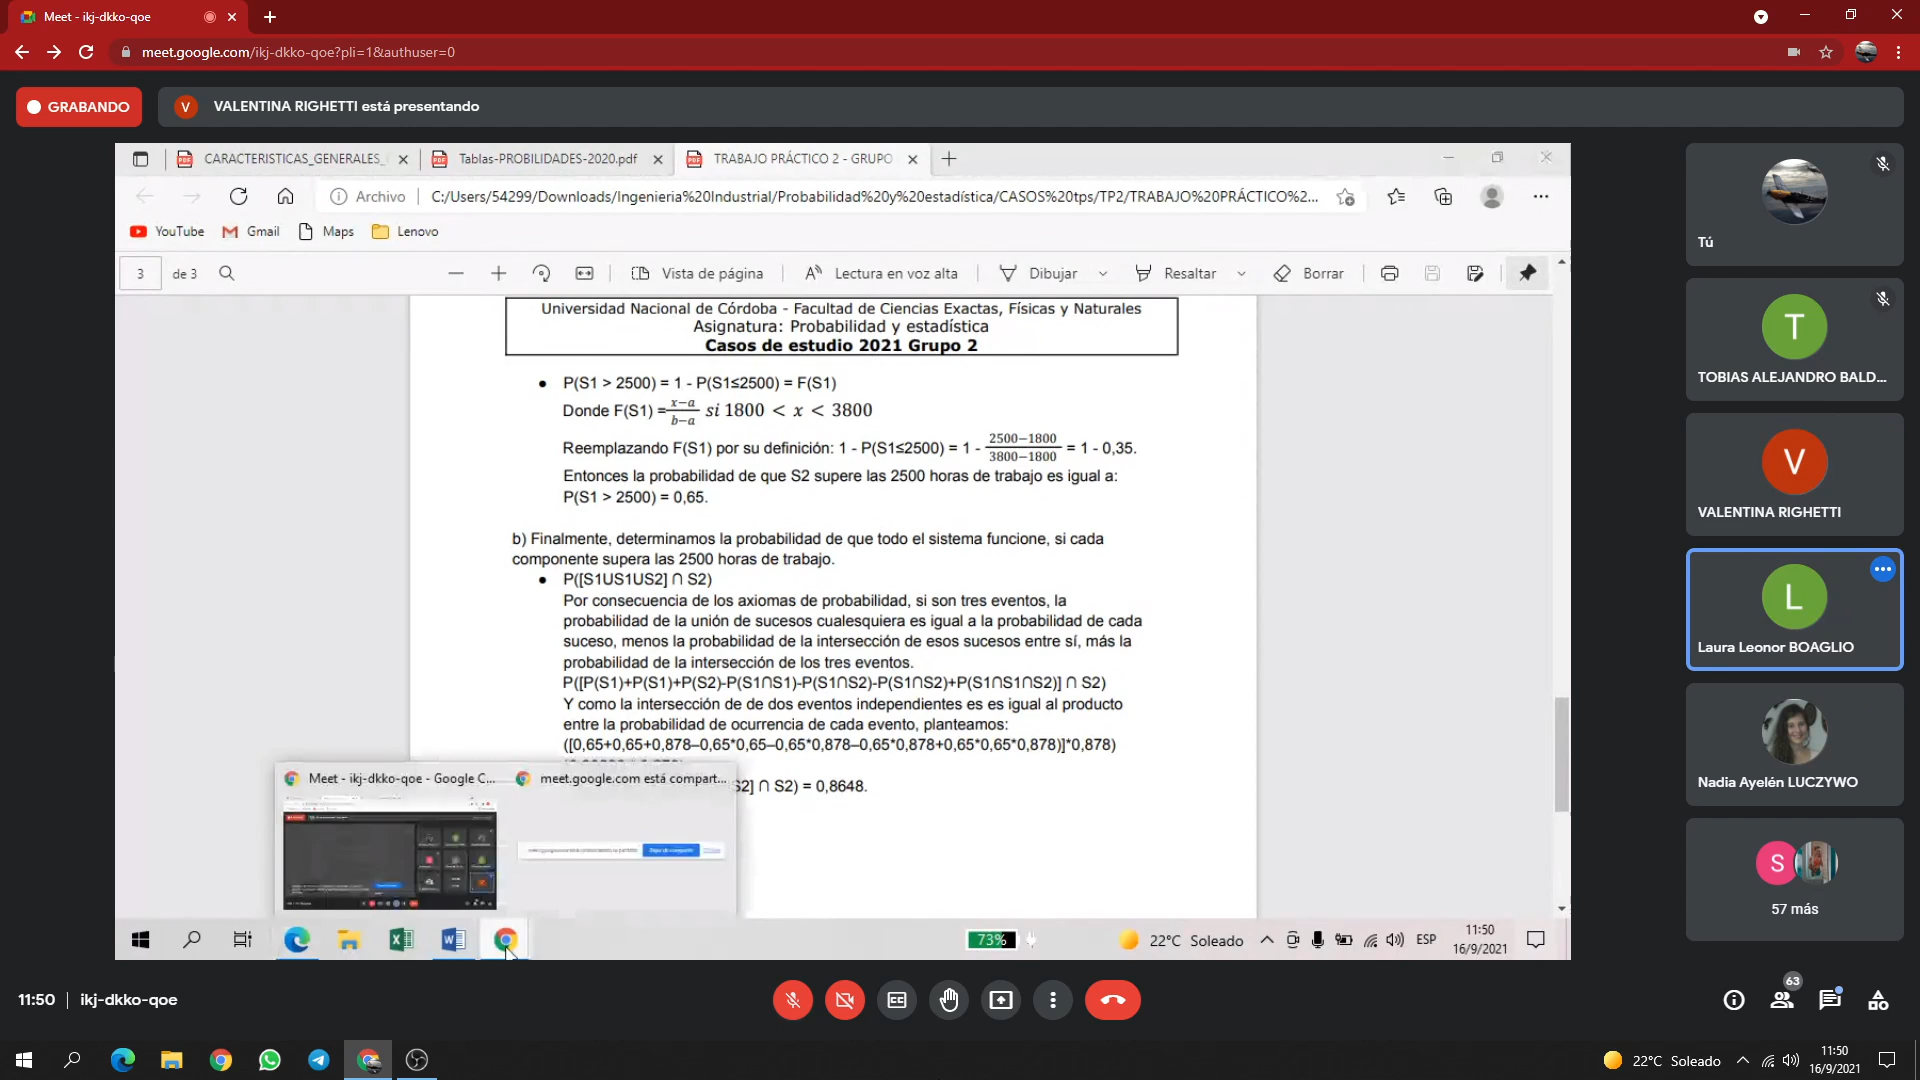 Meet - ikj-dkko-qoe
meet.google.com/ikj-dkko-qoe?pli=1&authuser=0
GRABANDO
V
VALENTINA RIGHETTI está presentando
CARACTERISTICAS_GENERALES_
Tablas-PROBILIDADES-2020.pdf
TRABAJO PRÁCTICO 2 - GRUPO
Archivo
C:/Users/54299/Downloads/Ingenieria%20Industrial/Probabilidad%20y%20estadística/CASOS%20tps/TP2/TRABAJO%20PRÁCTICO%2...
YouTube
Gmail
Maps
Lenovo
3
de 3
Vista de página
Lectura en voz alta
Dibujar
Resaltar
Borrar
Universidad Nacional de Córdoba - Facultad de Ciencias Exactas, Físicas y Naturales
Asignatura: Probabilidad y estadística
Casos de estudio 2021 Grupo 2
● P(S1 > 2500) = 1 - P(S1≤2500) = F(S1)
Donde F(S1) = x−a / b−a si 1800 < x < 3800
Reemplazando F(S1) por su definición: 1 - P(S1≤2500) = 1 - 2500−1800 / 3800−1800 = 1 - 0,35.
Entonces la probabilidad de que S2 supere las 2500 horas de trabajo es igual a:
P(S1 > 2500) = 0,65.
b) Finalmente, determinamos la probabilidad de que todo el sistema funcione, si cada
componente supera las 2500 horas de trabajo.
● P([S1US1US2] ∩ S2)
Por consecuencia de los axiomas de probabilidad, si son tres eventos, la
probabilidad de la unión de sucesos cualesquiera es igual a la probabilidad de cada
suceso, menos la probabilidad de la intersección de esos sucesos entre sí, más la
probabilidad de la intersección de los tres eventos.
P([P(S1)+P(S1)+P(S2)-P(S1∩S1)-P(S1∩S2)-P(S1∩S2)+P(S1∩S1∩S2)] ∩ S2)
Y como la intersección de de dos eventos independientes es es igual al producto
entre la probabilidad de ocurrencia de cada evento, planteamos:
([0,65+0,65+0,878–0,65*0,65–0,65*0,878–0,65*0,878+0,65*0,65*0,878)]*0,878)
S2] ∩ S2) = 0,8648.
Meet - ikj-dkko-qoe - Google C...
meet.google.com está compart...
73%
22°C Soleado
ESP
11:50
16/9/2021
Tú
T
TOBIAS ALEJANDRO BALD...
V
VALENTINA RIGHETTI
L
Laura Leonor BOAGLIO
Nadia Ayelén LUCZYWO
S
57 más
11:50 | ikj-dkko-qoe
63
22°C Soleado
11:50
16/9/2021